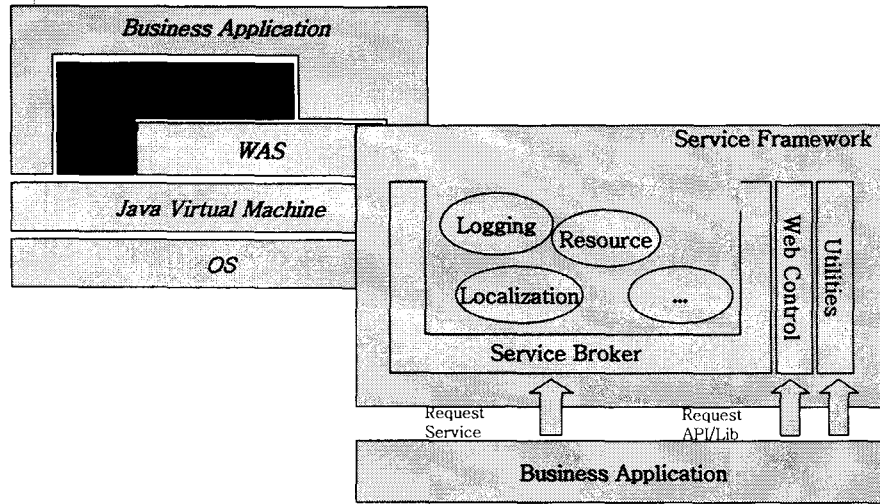 Business Application
WAS
Java Virtual Machine
OS
Service Framework
Logging
Resource
Localization
...
Service Broker
Web Control
Utilities
Request
Service
Request
API/Lib
Business Application